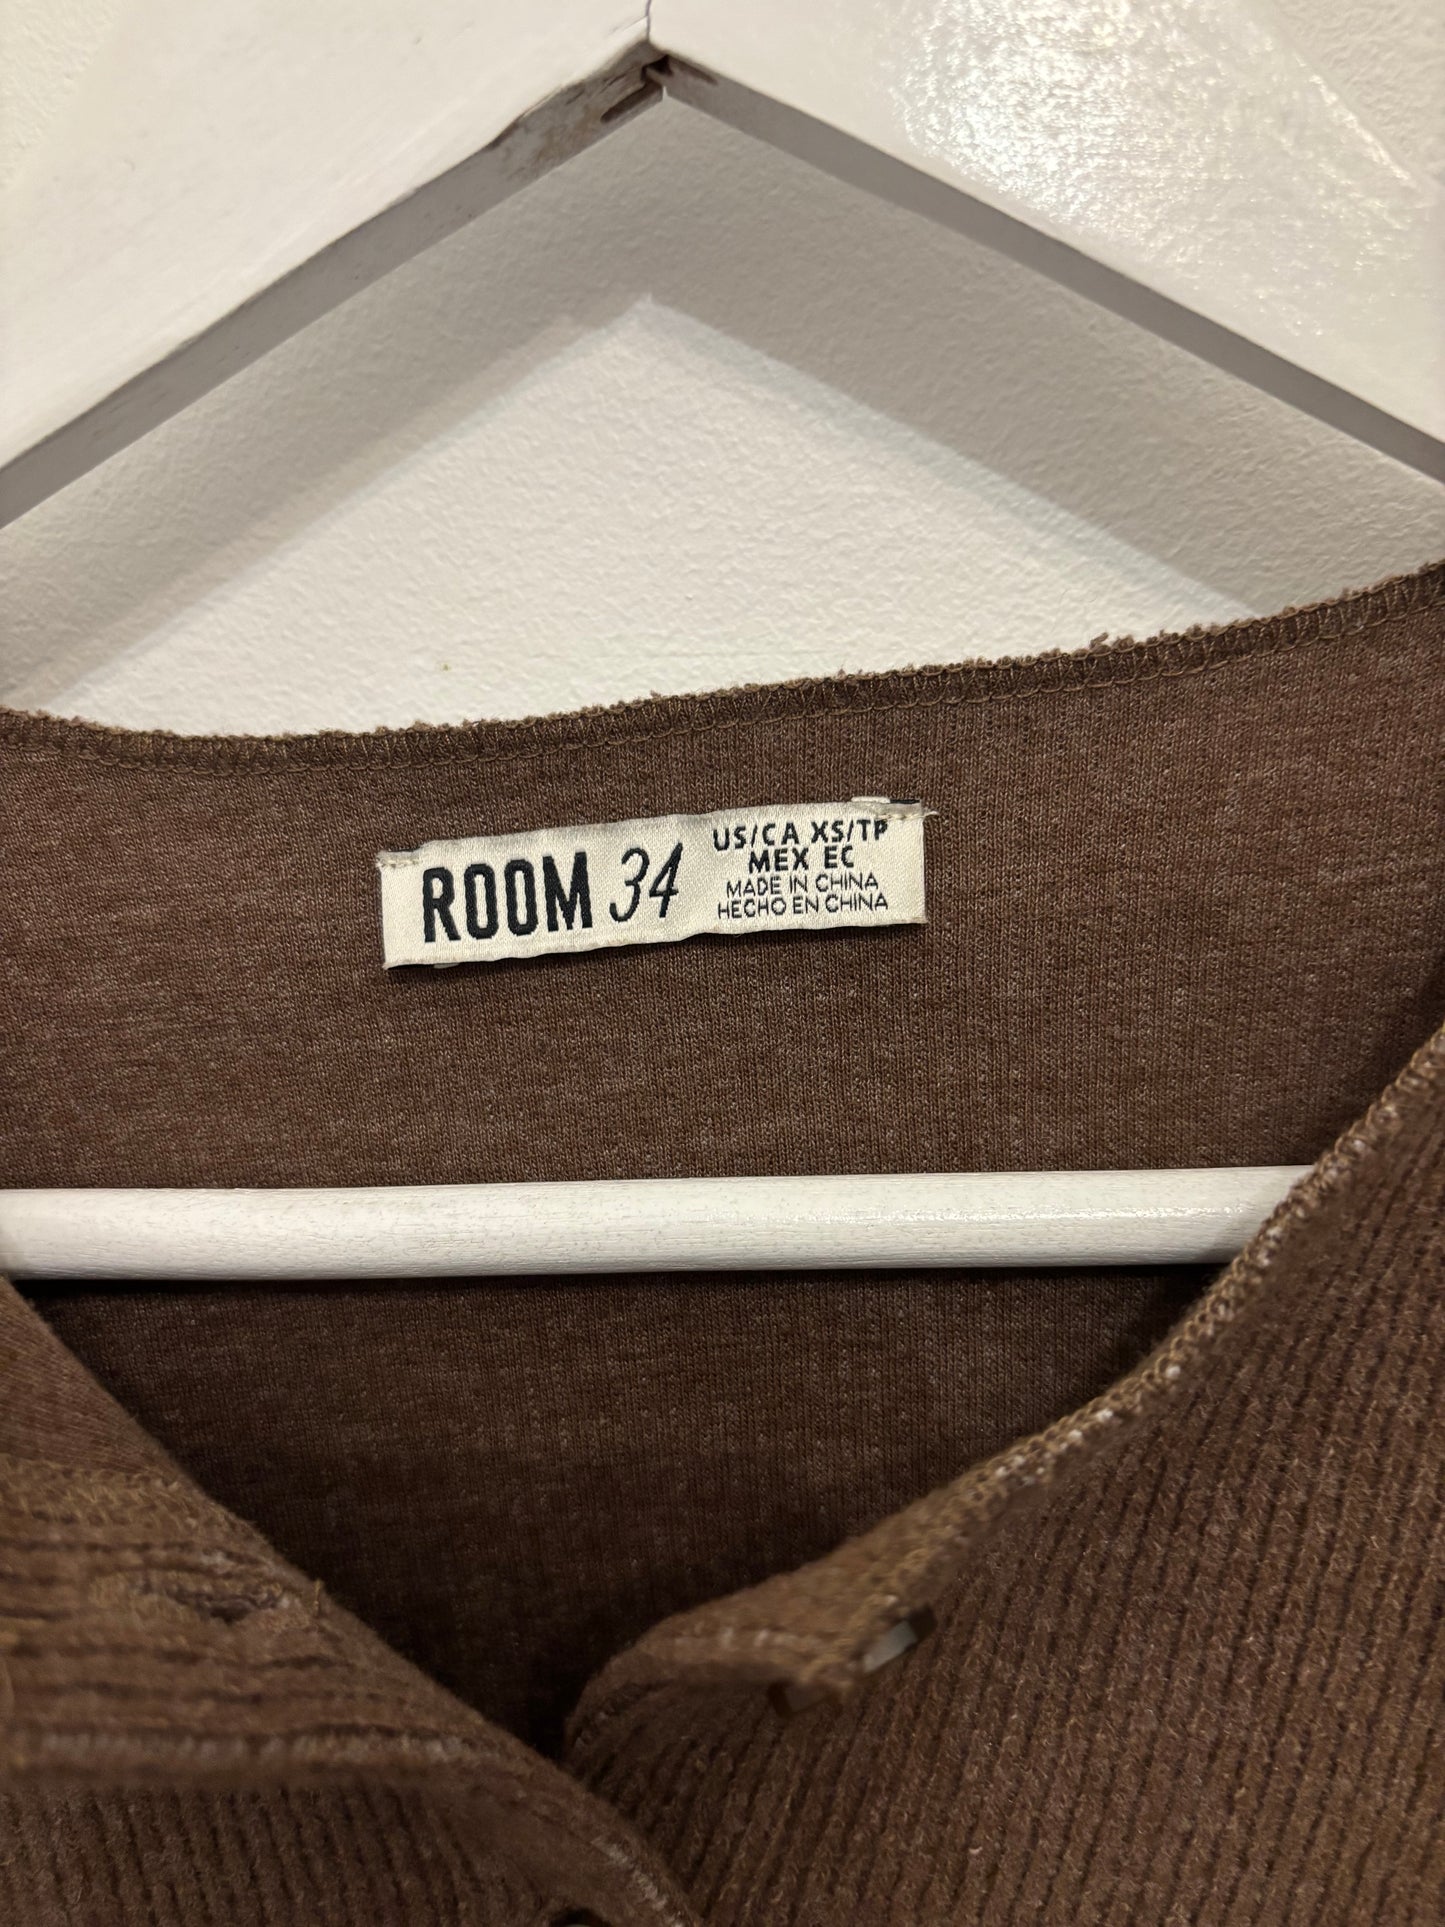 ROOM 34
US/CA XS/TP
MEX EC
MADE IN CHINA
HECHO EN CHINA